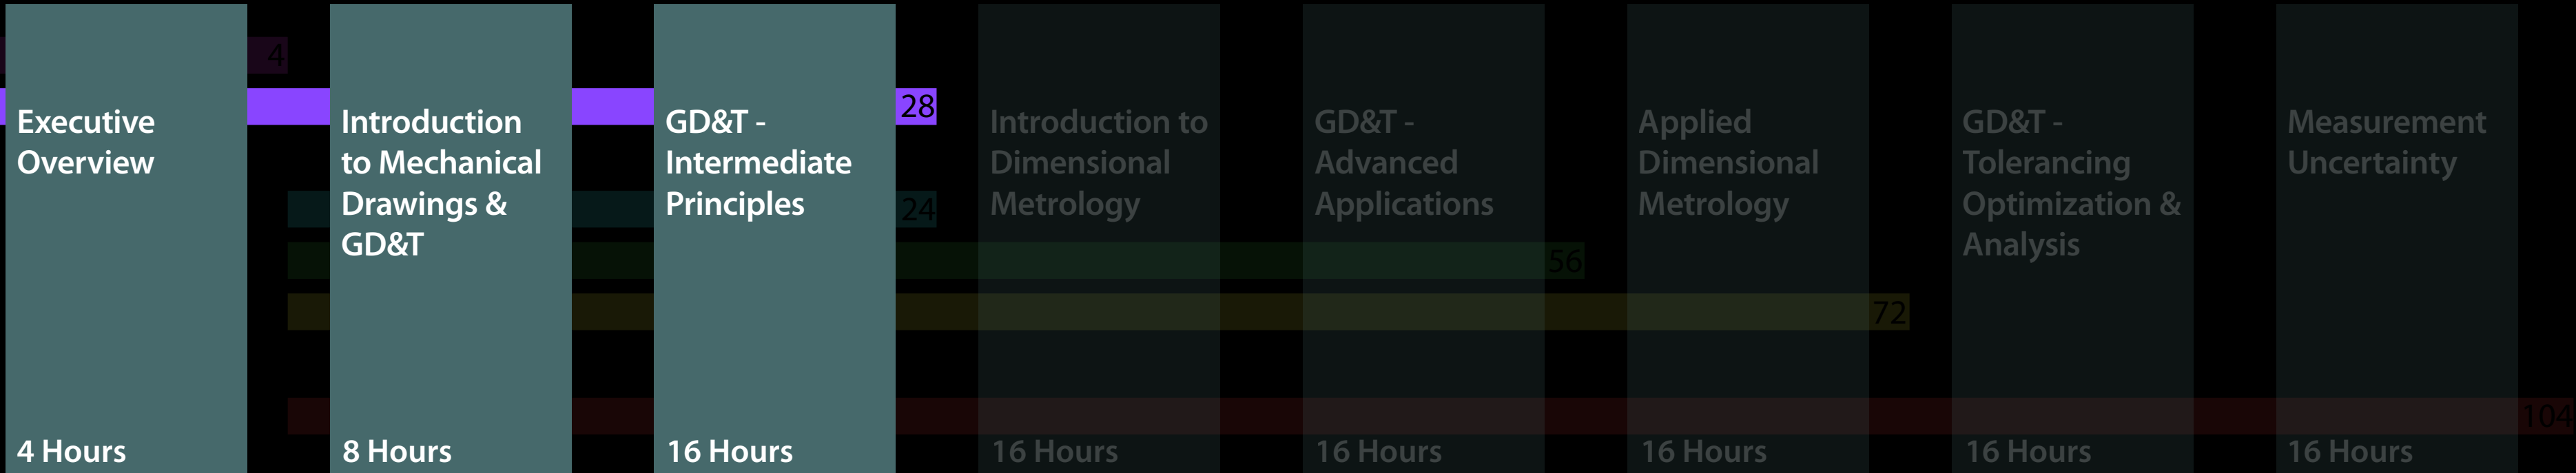 4
28
24
56
72
104
Executive
Overview
4 Hours
Introduction
to Mechanical
Drawings &
GD&T
8 Hours
GD&T -
Intermediate
Principles
16 Hours
Introduction to
Dimensional
Metrology
16 Hours
GD&T -
Advanced
Applications
16 Hours
Applied
Dimensional
Metrology
16 Hours
GD&T -
Tolerancing
Optimization &
Analysis
16 Hours
Measurement
Uncertainty
16 Hours